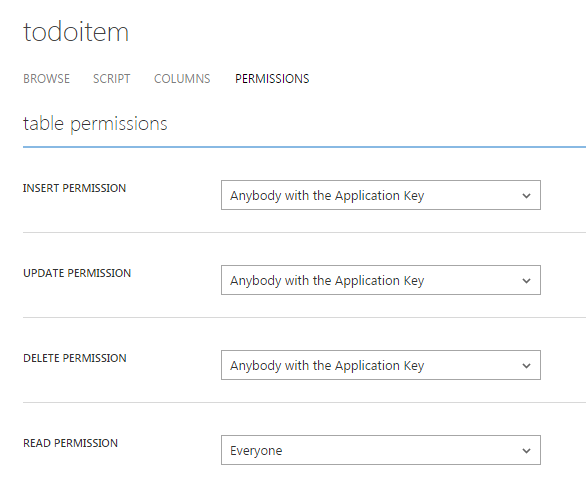 todoitem
BROWSE SCRIPT COLUMNS PERMISSIONS
table permissions
INSERT PERMISSION Anybody with the Application Key
UPDATE PERMISSION Anybody with the Application Key
DELETE PERMISSION Anybody with the Application Key
READ PERMISSION Everyone